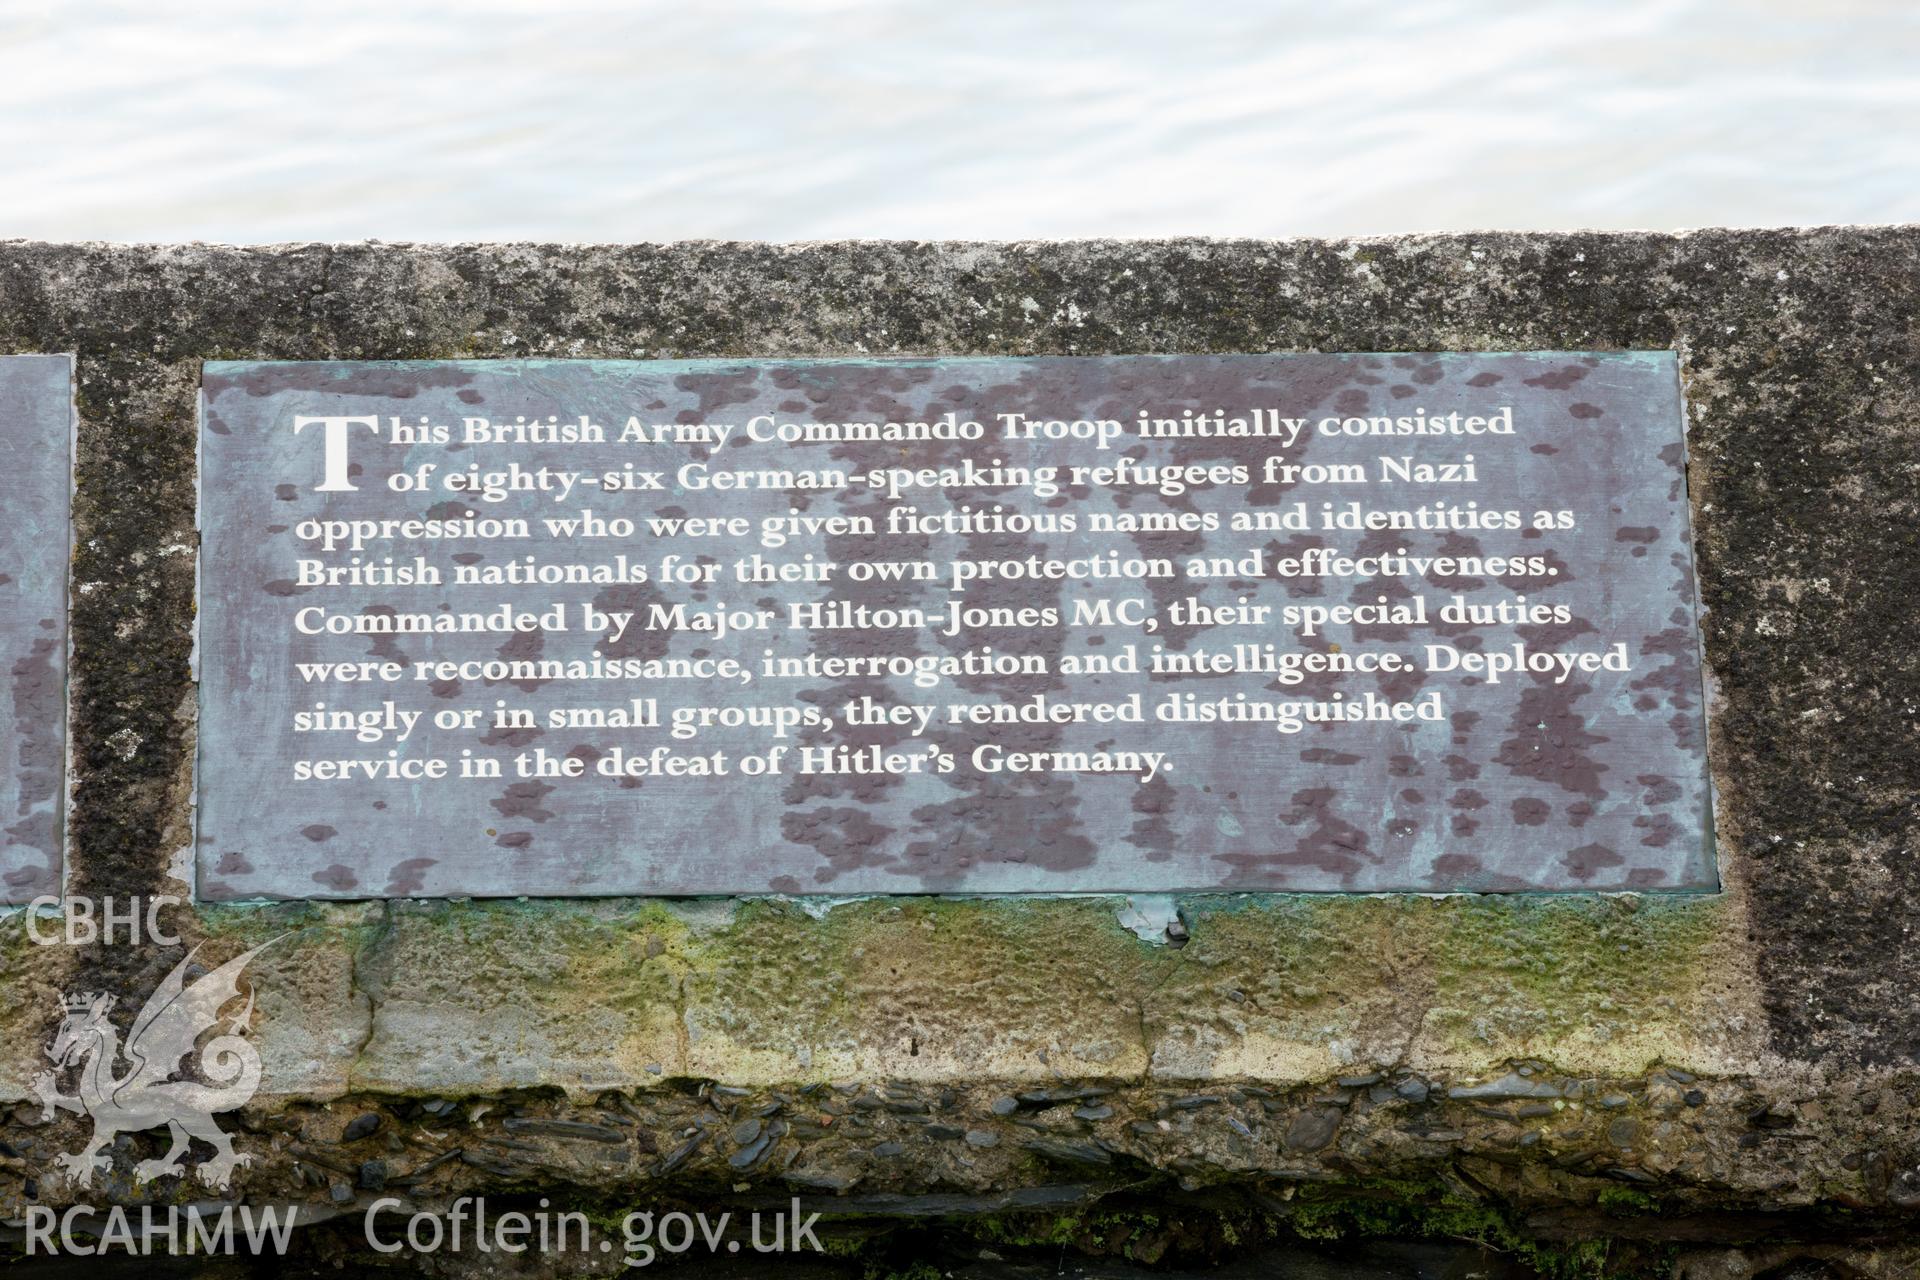 This British Army Commando Troop initially consisted
of eighty-six German-speaking refugees from Nazi
oppression who were given fictitious names and identities as
British nationals for their own protection and effectiveness.
Commanded by Major Hilton-Jones MC, their special duties
were reconnaissance, interrogation and intelligence. Deployed
singly or in small groups, they rendered distinguished
service in the defeat of Hitler's Germany.
CBHC
RCAHMW
Coflein.gov.uk